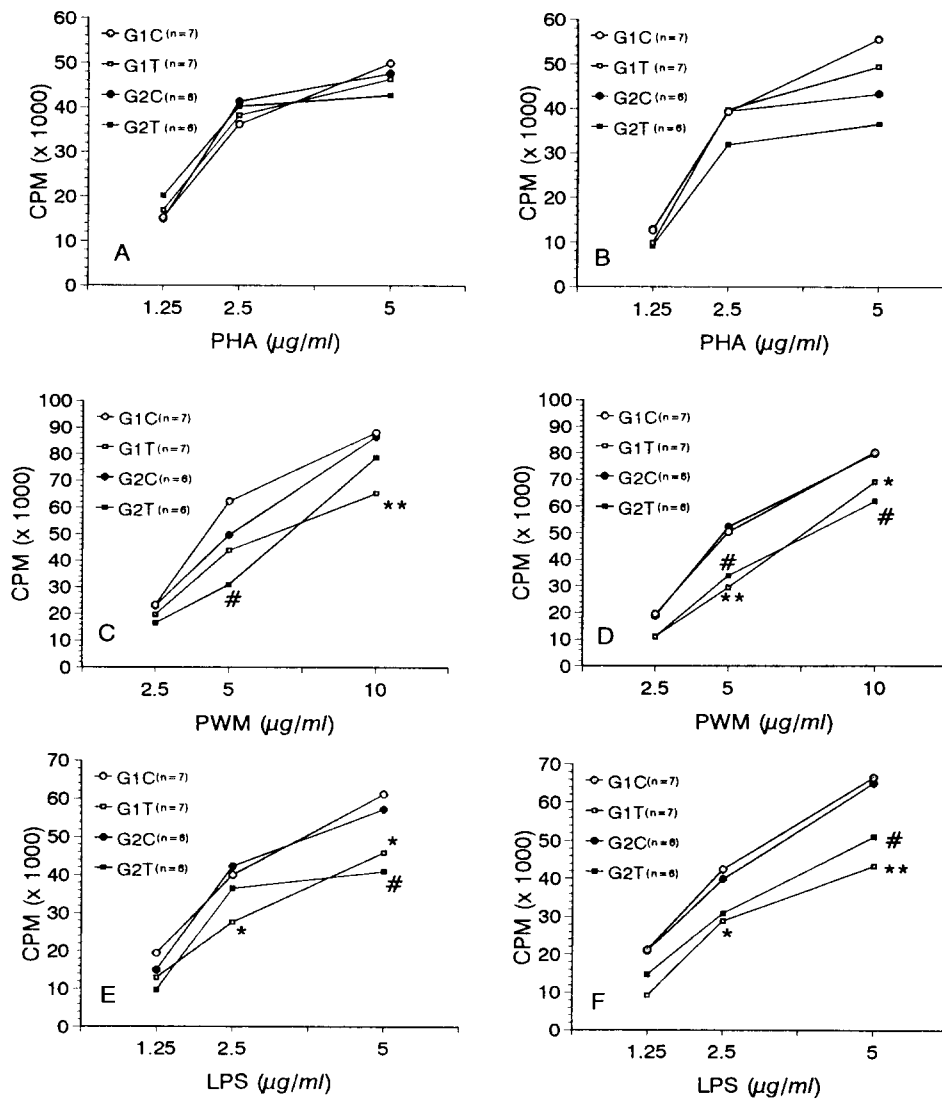 60
50
40
30
20
10
0
CPM (x 1000)
G1C(n=7)
G1T(n=7)
G2C(n=6)
G2T(n=6)
A
1.25
2.5
5
PHA (µg/ml)
60
50
40
30
20
10
0
CPM (x 1000)
G1C(n=7)
G1T(n=7)
G2C(n=6)
G2T(n=6)
B
1.25
2.5
5
PHA (µg/ml)
100
90
80
70
60
50
40
30
20
10
0
CPM (x 1000)
G1C(n=7)
G1T(n=7)
G2C(n=6)
G2T(n=6)
**
#
C
2.5
5
10
PWM (µg/ml)
100
90
80
70
60
50
40
30
20
10
0
CPM (x 1000)
G1C(n=7)
G1T(n=7)
G2C(n=6)
G2T(n=6)
*
#
#
**
D
2.5
5
10
PWM (µg/ml)
70
60
50
40
30
20
10
0
CPM (x 1000)
G1C(n=7)
G1T(n=7)
G2C(n=6)
G2T(n=6)
*
#
*
E
1.25
2.5
5
LPS (µg/ml)
70
60
50
40
30
20
10
0
CPM (x 1000)
G1C(n=7)
G1T(n=7)
G2C(n=6)
G2T(n=6)
#
**
*
F
1.25
2.5
5
LPS (µg/ml)